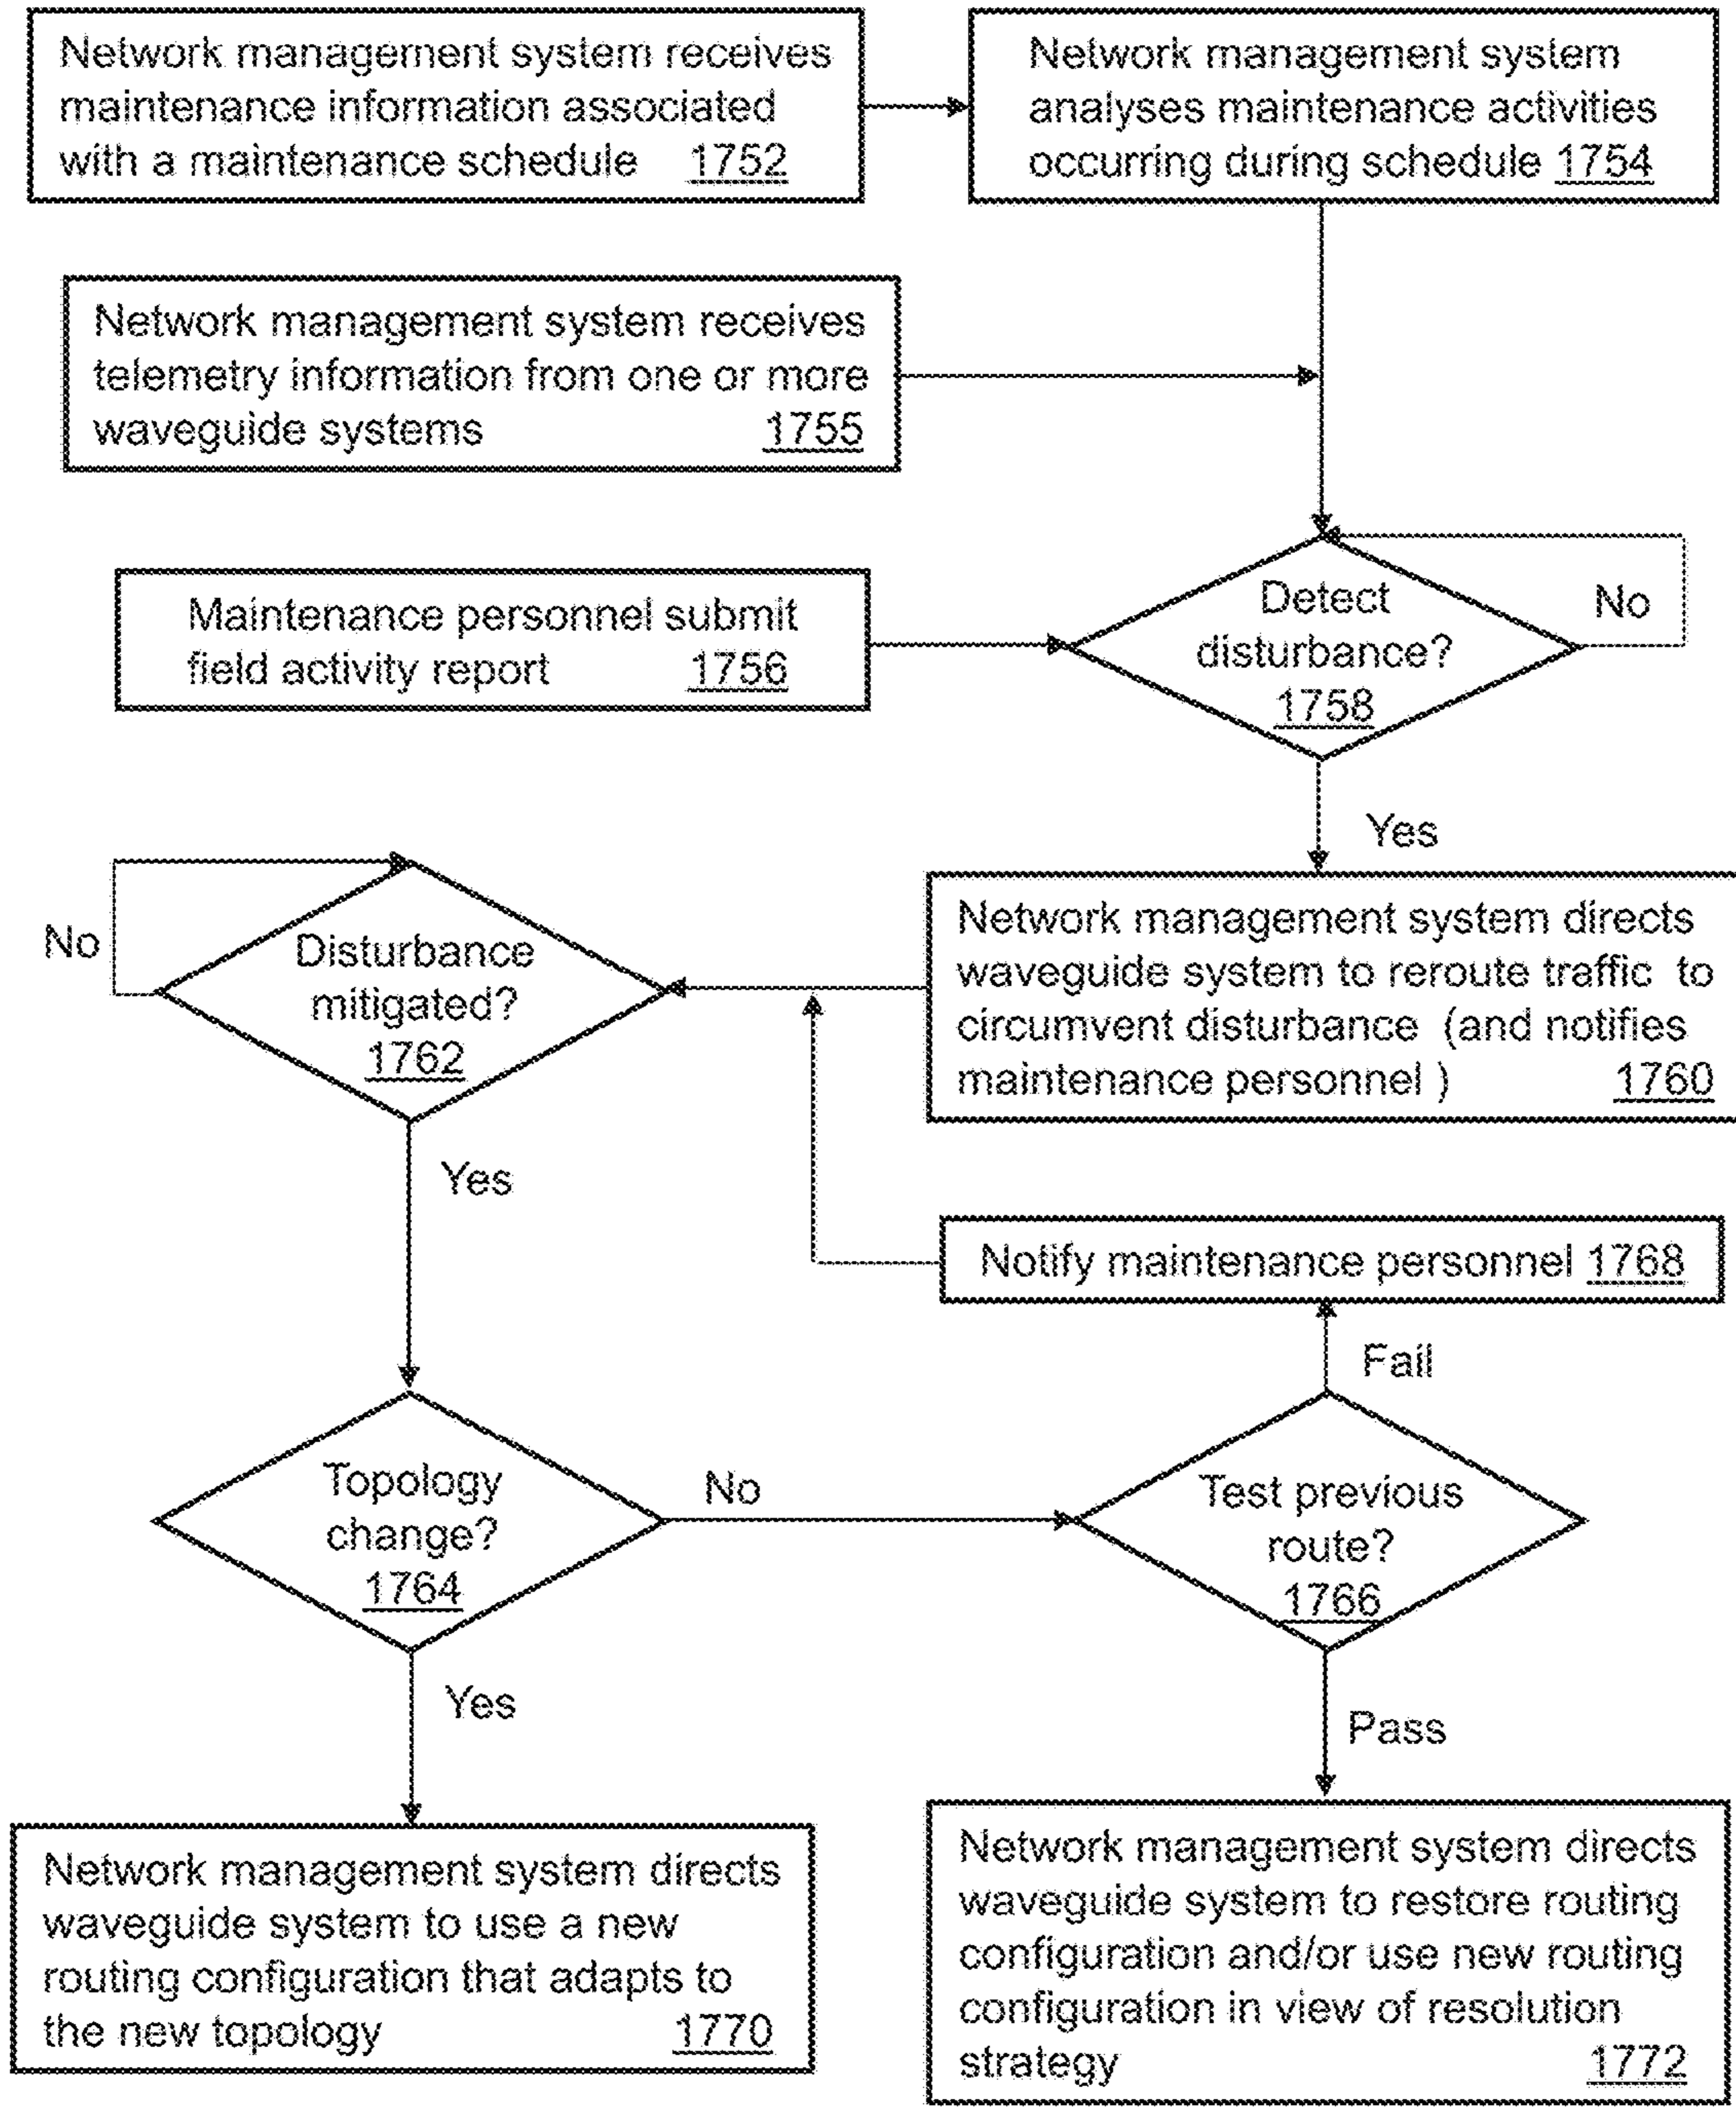 Network management system receives
maintenance information associated
with a maintenance schedule 1752
Network management system
analyses maintenance activities
occurring during schedule 1754
Network management system receives
telemetry information from one or more
waveguide systems 1755
Maintenance personnel submit
field activity report 1756
Detect
disturbance?
1758
No
Yes
Network management system directs
waveguide system to reroute traffic to
circumvent disturbance (and notifies
maintenance personnel ) 1760
Disturbance
mitigated?
1762
No
Yes
Notify maintenance personnel 1768
Fail
Topology
change?
1764
No
Test previous
route?
1766
Yes
Pass
Network management system directs
waveguide system to use a new
routing configuration that adapts to
the new topology 1770
Network management system directs
waveguide system to restore routing
configuration and/or use new routing
configuration in view of resolution
strategy 1772